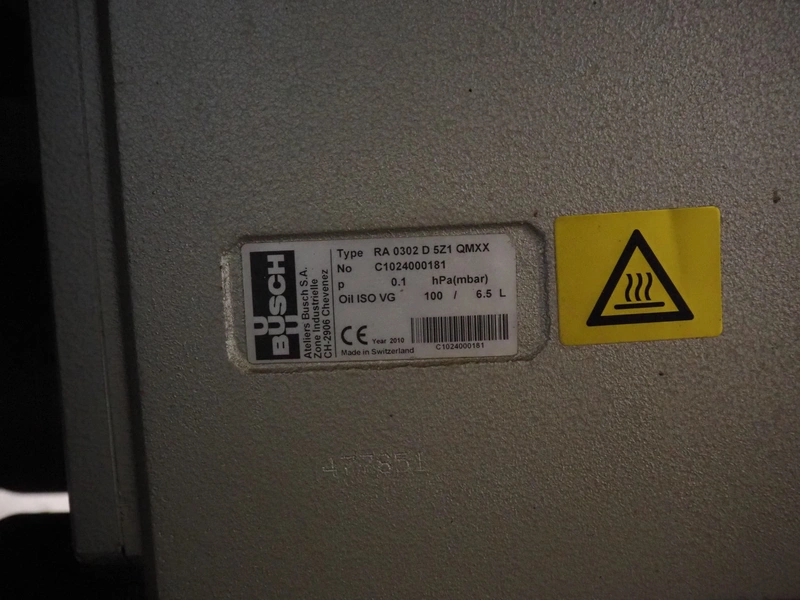 BUSCH
Ateliers Busch S.A.
Zone Industrielle
CH-2906 Chevenez
Type RA 0302 D 5Z1 QMXX
No C1024000181
p 0.1 hPa(mbar)
Oil ISO VG 100 / 6.5 L
CE Year 2010
C1024000181
Made in Switzerland
477851